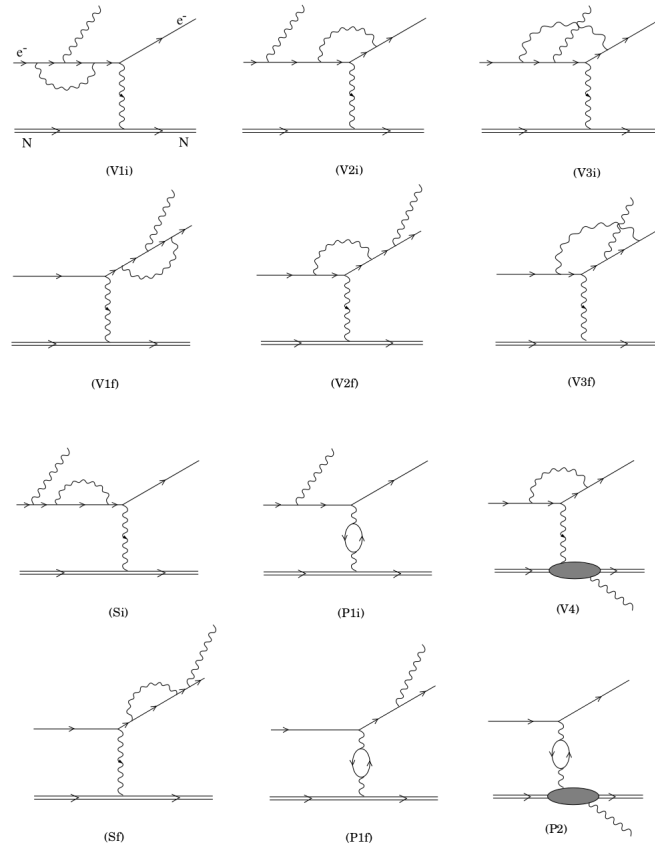 e-
e-
N
N
(V1i)
(V2i)
(V3i)
(V1f)
(V2f)
(V3f)
(Si)
(P1i)
(V4)
(Sf)
(P1f)
(P2)